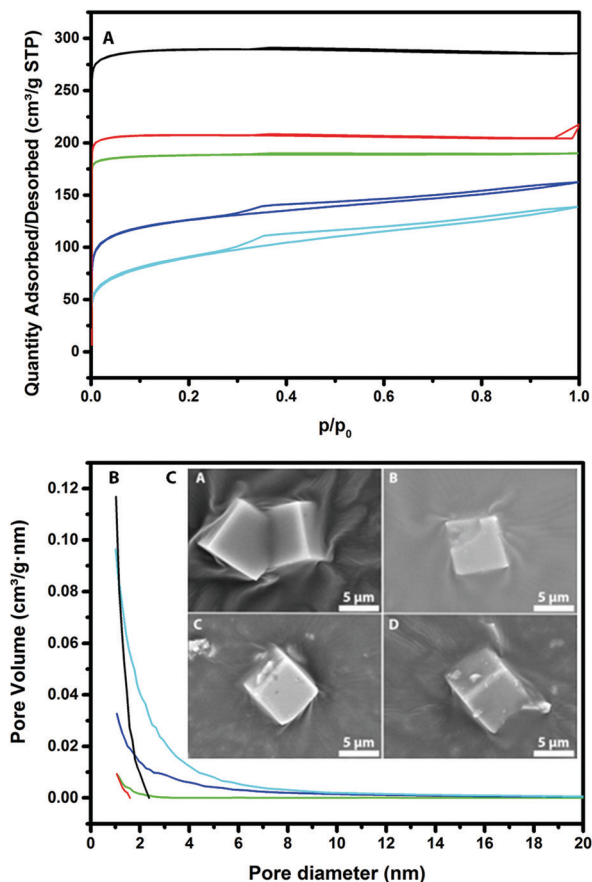 A
300
250
200
150
100
50
0
0.0 0.2 0.4 0.6 0.8 1.0
Quantity Adsorbed/Desorbed (cm³/g STP)
p/p₀
B C
0.12
0.10
0.08
0.06
0.04
0.02
0.00
0 2 4 6 8 10 12 14 16 18 20
Pore Volume (cm³/g·nm)
Pore diameter (nm)
A
5 µm
B
5 µm
C
5 µm
D
5 µm